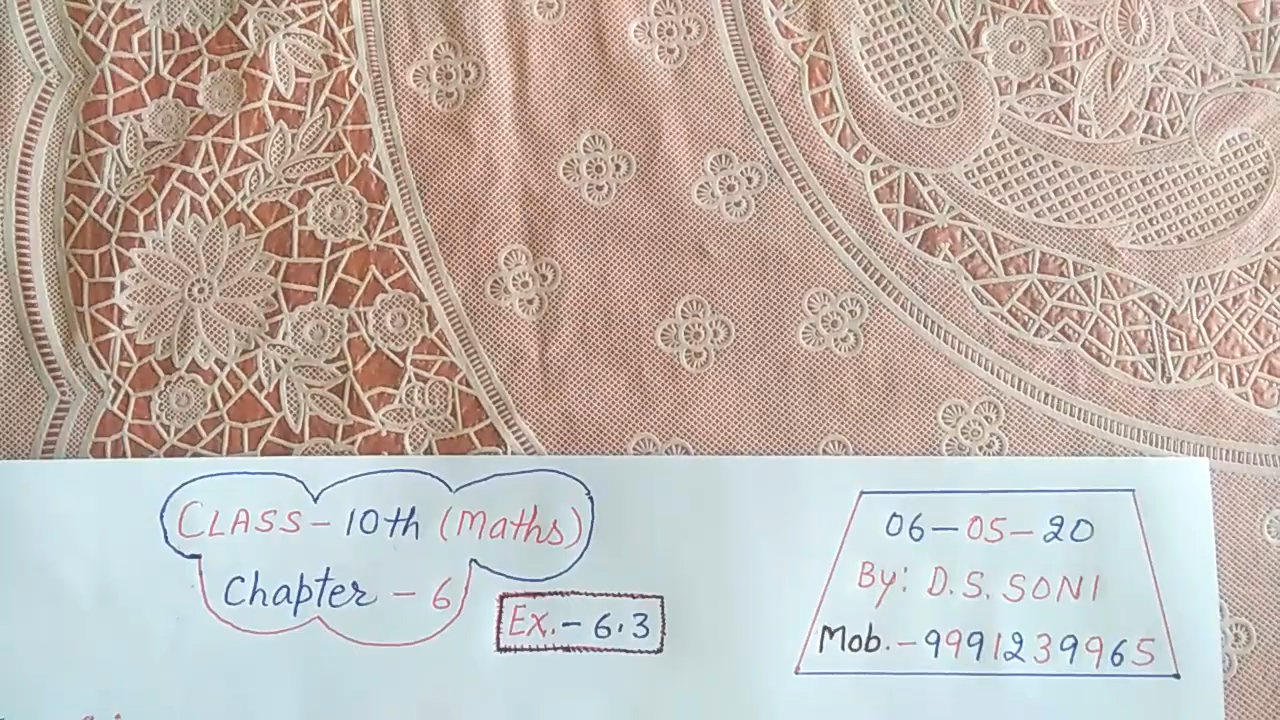 CLASS - 10th (Maths)
Chapter - 6
Ex. - 6.3
06-05-20
By: D.S. SONI
Mob. - 9991239965